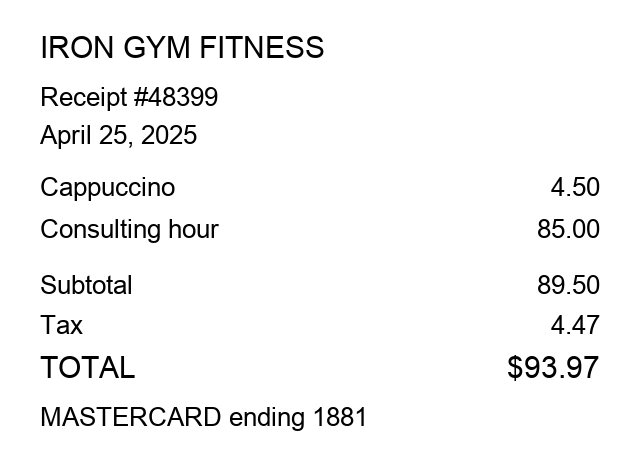 IRON GYM FITNESS
Receipt #48399
April 25, 2025
Cappuccino 4.50
Consulting hour 85.00
Subtotal 89.50
Tax 4.47
TOTAL $93.97
MASTERCARD ending 1881